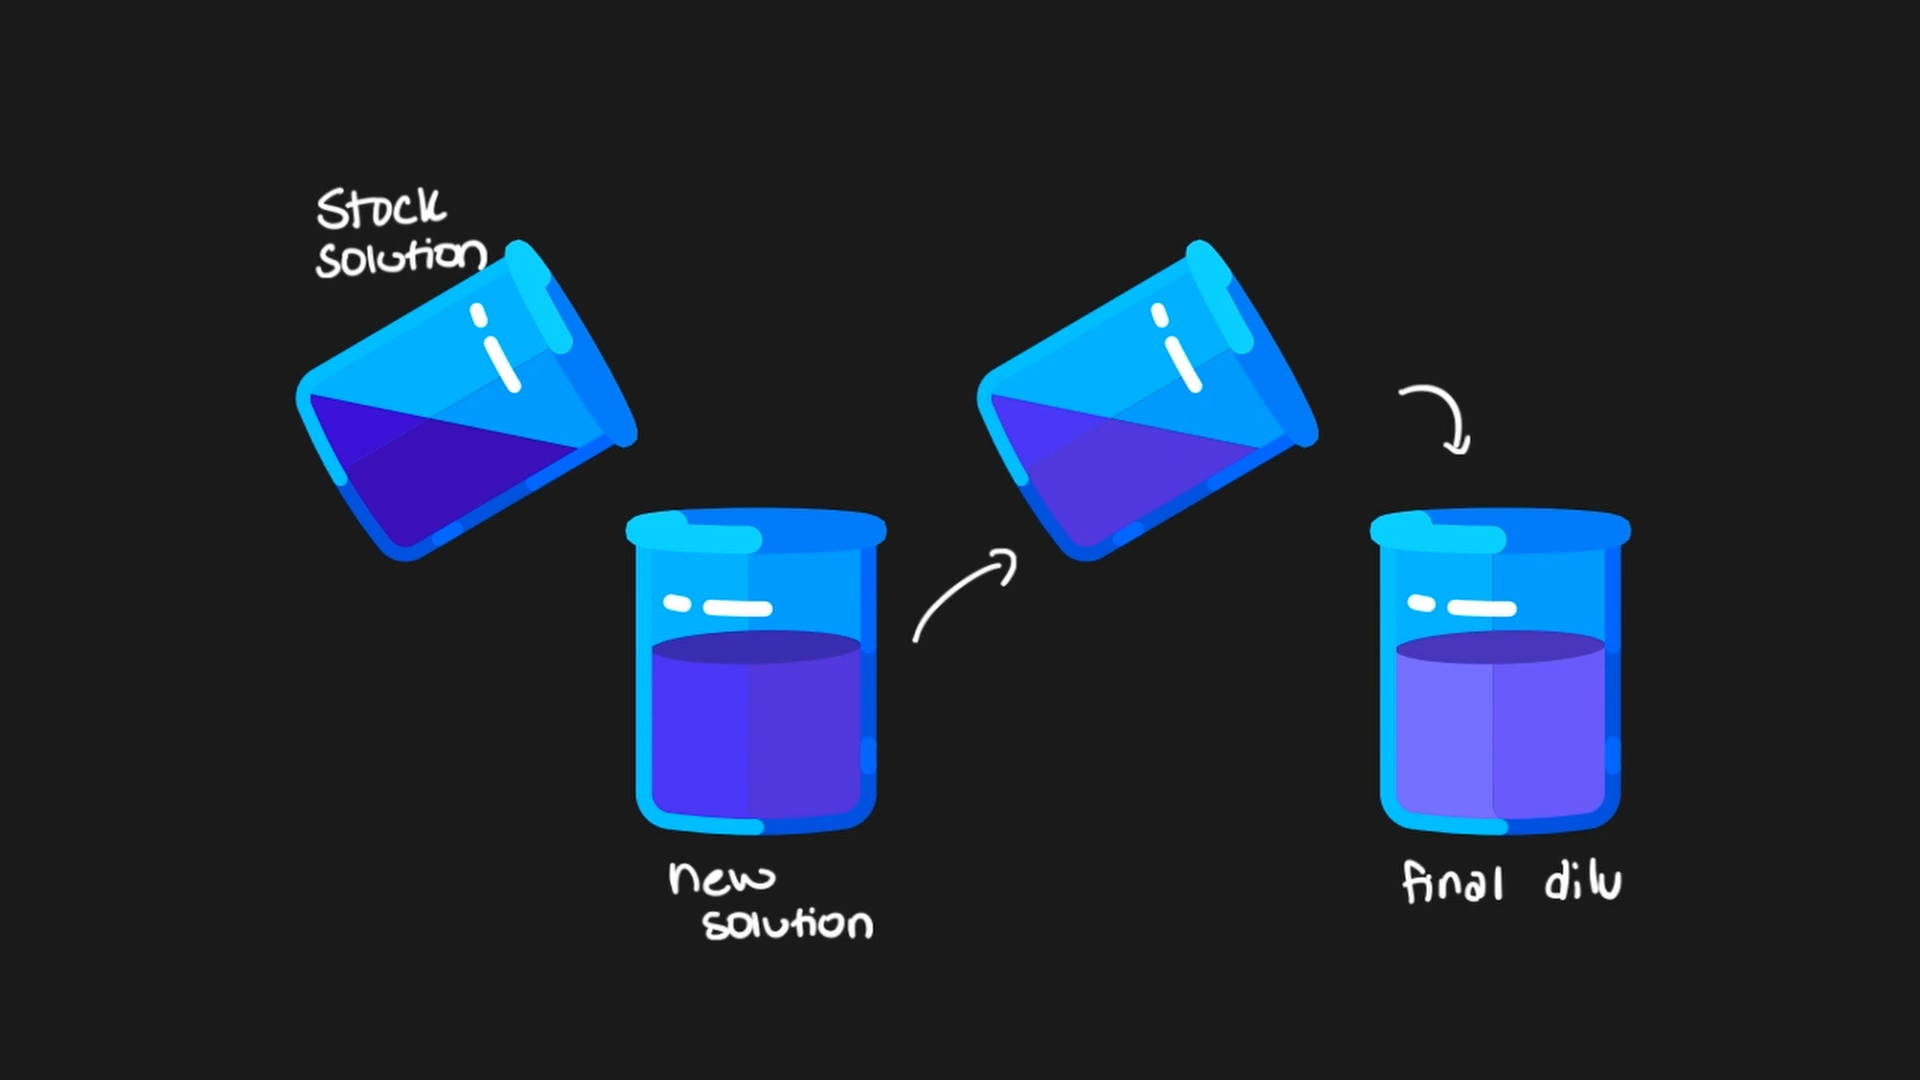 Stock
solution
new
solution
final dilu